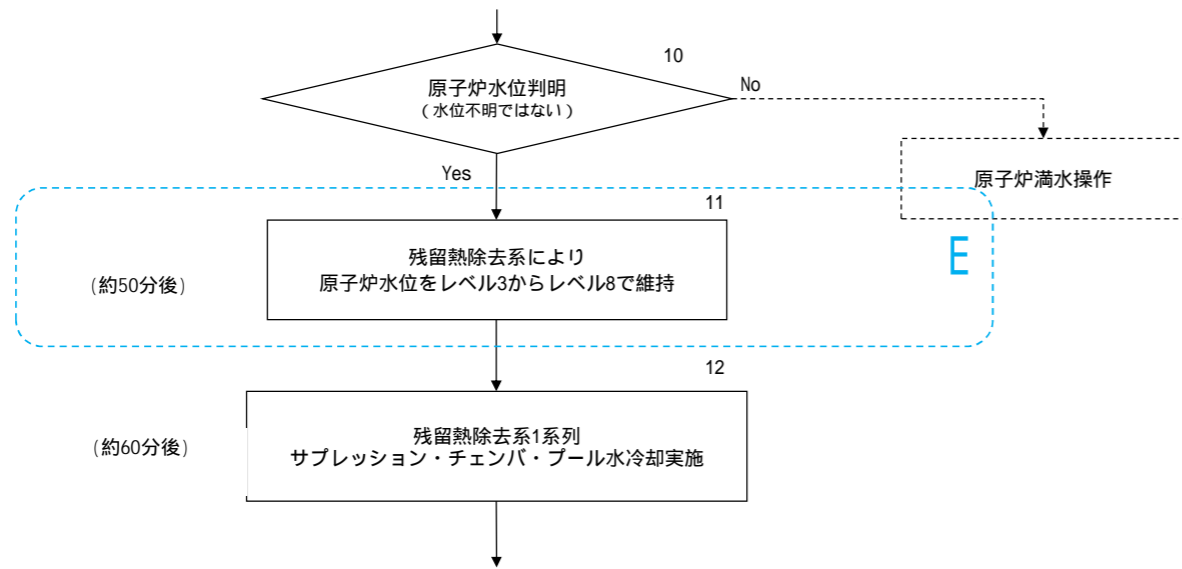 10
原子炉水位判明
(水位不明ではない)
No
原子炉満水操作
Yes
11
残留熱除去系により
原子炉水位をレベル3からレベル8で維持
(約50分後)
E
12
残留熱除去系1系列
サプレッション・チェンバ・プール水冷却実施
(約60分後)